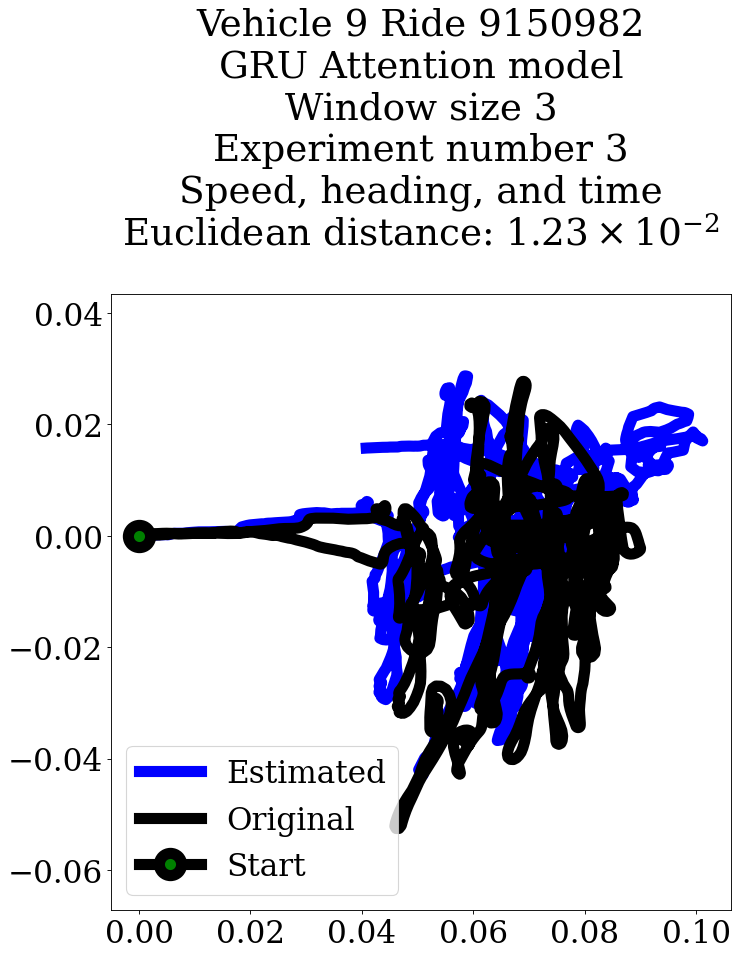 Vehicle 9 Ride 9150982
GRU Attention model
Window size 3
Experiment number 3
Speed, heading, and time
Euclidean distance: 1.23 × 10⁻²
0.04
0.02
0.00
−0.02
−0.04
−0.06
Estimated
Original
Start
0.00 0.02 0.04 0.06 0.08 0.10